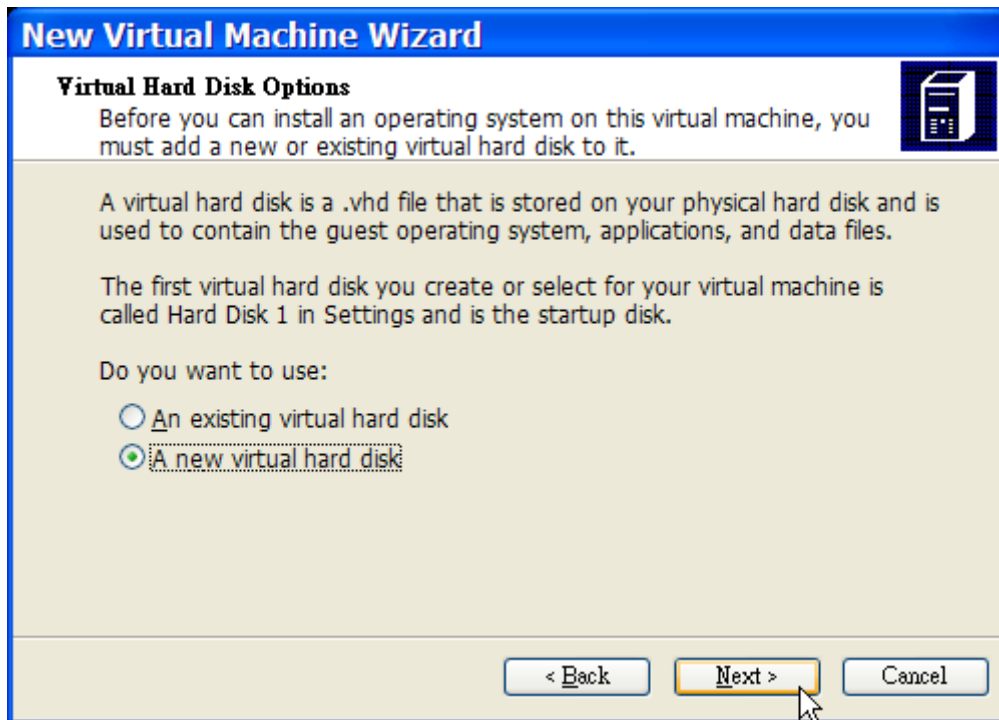 New Virtual Machine Wizard
Virtual Hard Disk Options
Before you can install an operating system on this virtual machine, you
must add a new or existing virtual hard disk to it.
A virtual hard disk is a .vhd file that is stored on your physical hard disk and is
used to contain the guest operating system, applications, and data files.
The first virtual hard disk you create or select for your virtual machine is
called Hard Disk 1 in Settings and is the startup disk.
Do you want to use:
An existing virtual hard disk
A new virtual hard disk
< Back Next > Cancel